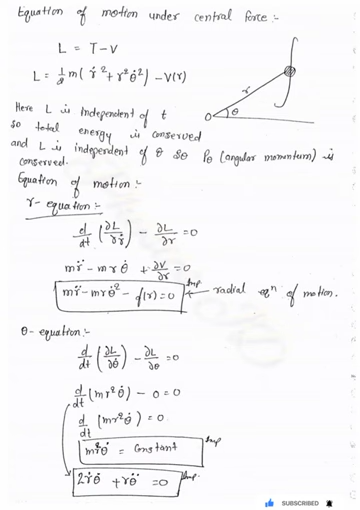 Equation of motion under central force:-
L = T - V
L = 1/2 m( ṙ² + r²θ̇²) - V(r)
r
O
θ
Here L is independent of t
so total energy is conserved
and L is independent of θ so Pθ (angular momentum) is
conserved.
Equation of motion:-
r- equation:-
d/dt (∂L/∂ṙ) - ∂L/∂r = 0
mr̈ - mrθ̇ + ∂V/∂r = 0
mr̈ - mrθ̇² - f(r) = 0 Imp ← radial eqⁿ of motion.
θ- equation:-
d/dt (∂L/∂θ̇) - ∂L/∂θ = 0
d/dt (mr²θ̇) - 0 = 0
d/dt (mr²θ̇) = 0.
mr²θ̇ = Constant Imp
2ṙθ̇ + rθ̈ = 0 Imp.
SUBSCRIBED